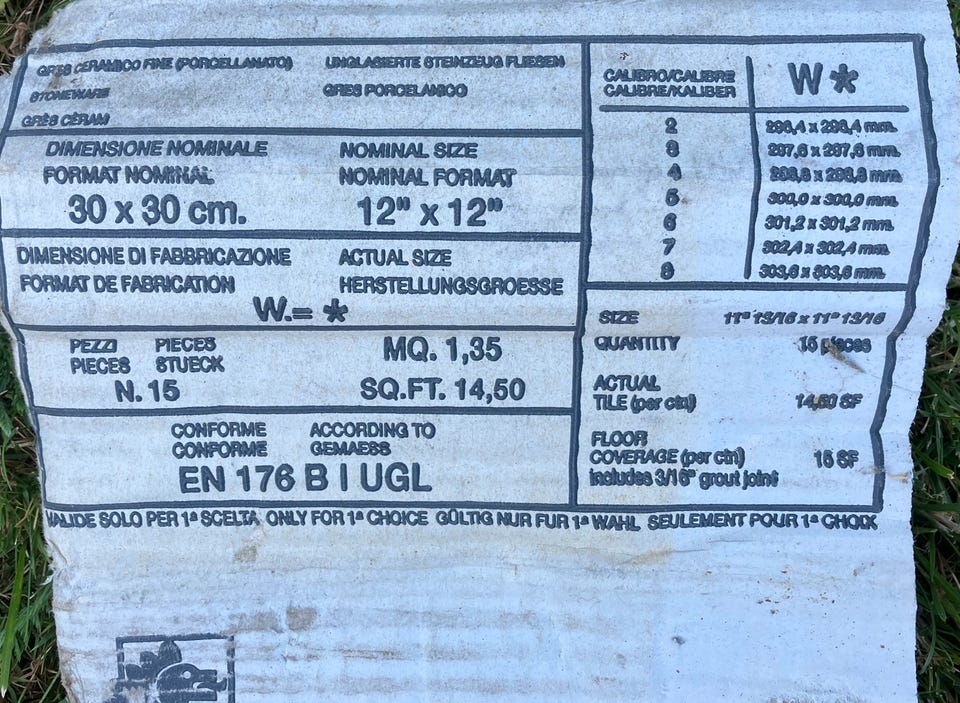 GRES CERAMICO FINE (PORCELLANATO)
STONEWARE
GRÈS CÉRAM
UNGLASIERTE STEINZEUG FLIESEN
GRES PORCELANICO
DIMENSIONE NOMINALE
FORMAT NOMINAL
30 x 30 cm.
NOMINAL SIZE
NOMINAL FORMAT
12" x 12"
DIMENSIONE DI FABBRICAZIONE
FORMAT DE FABRICATION
ACTUAL SIZE
HERSTELLUNGSGROESSE
W.= *
PEZZI PIECES
PIECES STUECK
N. 15
MQ. 1,35
SQ.FT. 14,50
CONFORME ACCORDING TO
CONFORME GEMAESS
EN 176 B I UGL
CALIBRO/CALIBRE
CALIBRE/KALIBER
W *
2 296,4 x 296,4 mm.
3 297,6 x 297,6 mm.
4 298,8 x 298,8 mm.
5 300,0 x 300,0 mm.
6 301,2 x 301,2 mm.
7 302,4 x 302,4 mm.
8 303,6 x 303,6 mm.
SIZE 11" 13/16 x 11" 13/16
QUANTITY 15 pieces
ACTUAL
TILE (per ctn) 14,50 SF
FLOOR
COVERAGE (per ctn) 15 SF
includes 3/16" grout joint
VALIDE SOLO PER 1ª SCELTA ONLY FOR 1ª CHOICE GÜLTIG NUR FUR 1ª WAHL SEULEMENT POUR 1ª CHOIX